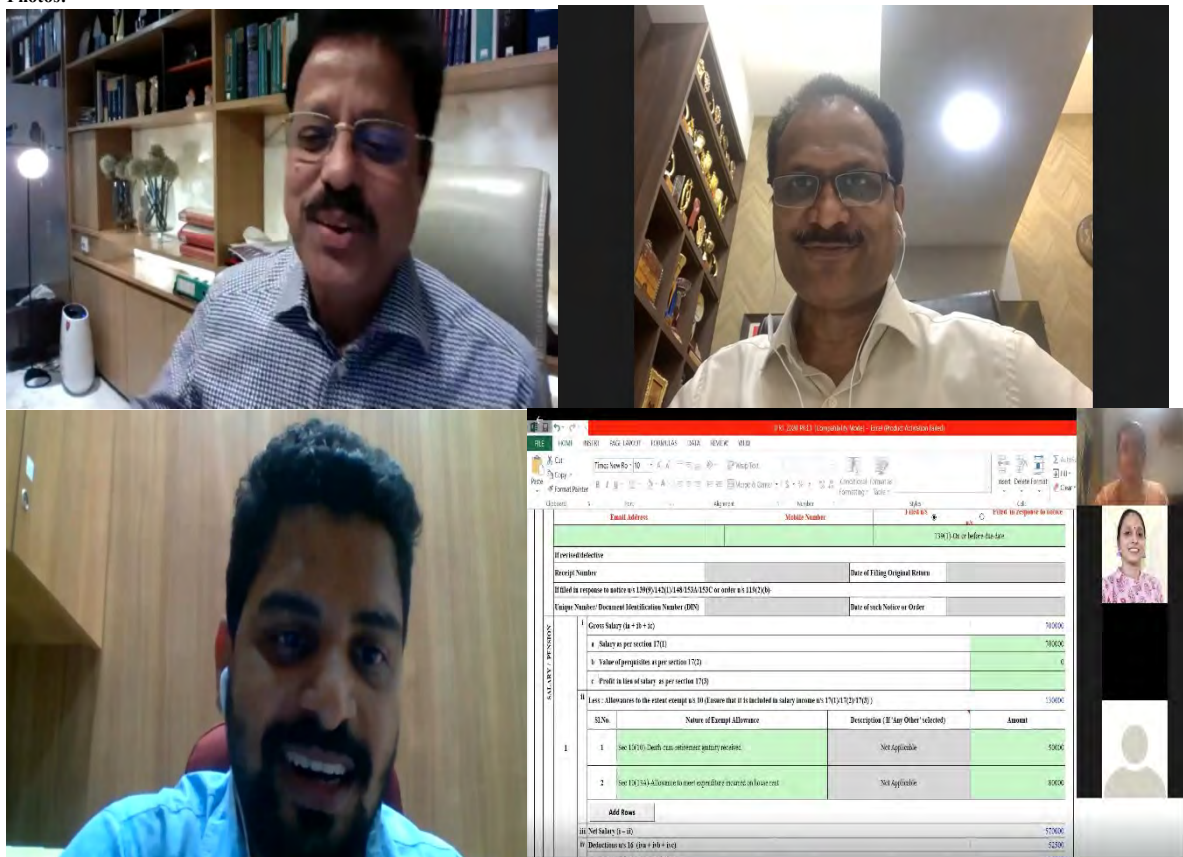 Photos:
ITR1_2020_PR1.1 [Compatibility Mode] - Excel (Product Activation Failed)
FILE HOME INSERT PAGE LAYOUT FORMULAS DATA REVIEW VIEW
Cut
Copy
Format Painter
Paste
Times New Ro 10
Wrap Text
Merge & Center
Conditional Format as
Formatting Table
Insert Delete Format
Fill
Clear
Clipboard Font Alignment Number Styles Cells
Email Address Mobile Number Filed u/s Filed in response to notice u/s
139(1)-On or before due date
If revised/defective
Receipt Number Date of Filing Original Return
If filed in response to notice u/s 139(9)/142(1)/148/153A/153C or order u/s 119(2)(b)
Unique Number/ Document Identification Number (DIN) Date of such Notice or Order
SALARY / PENSION
i Gross Salary (ia + ib + ic) 700000
a Salary as per section 17(1) 700000
b Value of perquisites as per section 17(2) 0
c Profit in lieu of salary as per section 17(3)
ii Less : Allowances to the extent exempt u/s 10 (Ensure that it is included in salary income u/s 17(1)/17(2)/17(3) ) 130000
Sl.No. Nature of Exempt Allowance Description ( If 'Any Other' selected) Amount
1
1 Sec 10(10)-Death-cum-retirement gratuity received Not Applicable 50000
2 Sec 10(13A)-Allowance to meet expenditure incurred on house rent Not Applicable 80000
Add Rows
iii Net Salary (i - ii) 570000
iv Deductions u/s 16 (iva + ivb + ivc) 52500